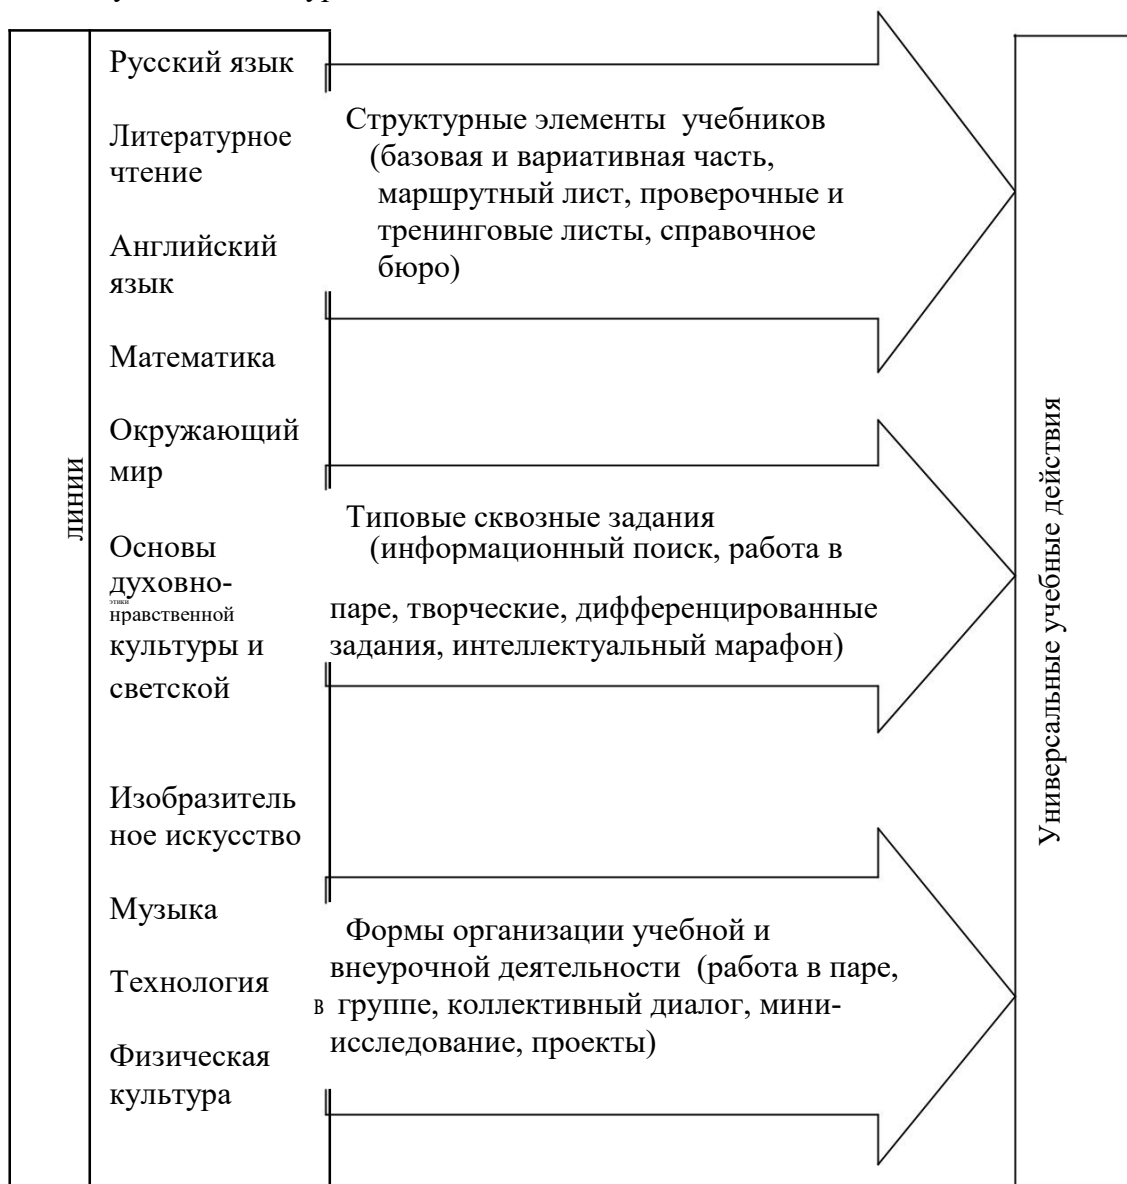 линии
Русский язык
Литературное
чтение
Английский
язык
Математика
Окружающий
мир
Основы
духовно-
этики
нравственной
культуры и
светской
Изобразитель
ное искусство
Музыка
Технология
Физическая
культура
Структурные элементы учебников
(базовая и вариативная часть,
маршрутный лист, проверочные и
тренинговые листы, справочное
бюро)
Типовые сквозные задания
(информационный поиск, работа в
паре, творческие, дифференцированные
задания, интеллектуальный марафон)
Формы организации учебной и
внеурочной деятельности (работа в паре,
в группе, коллективный диалог, мини-
исследование, проекты)
Универсальные учебные действия